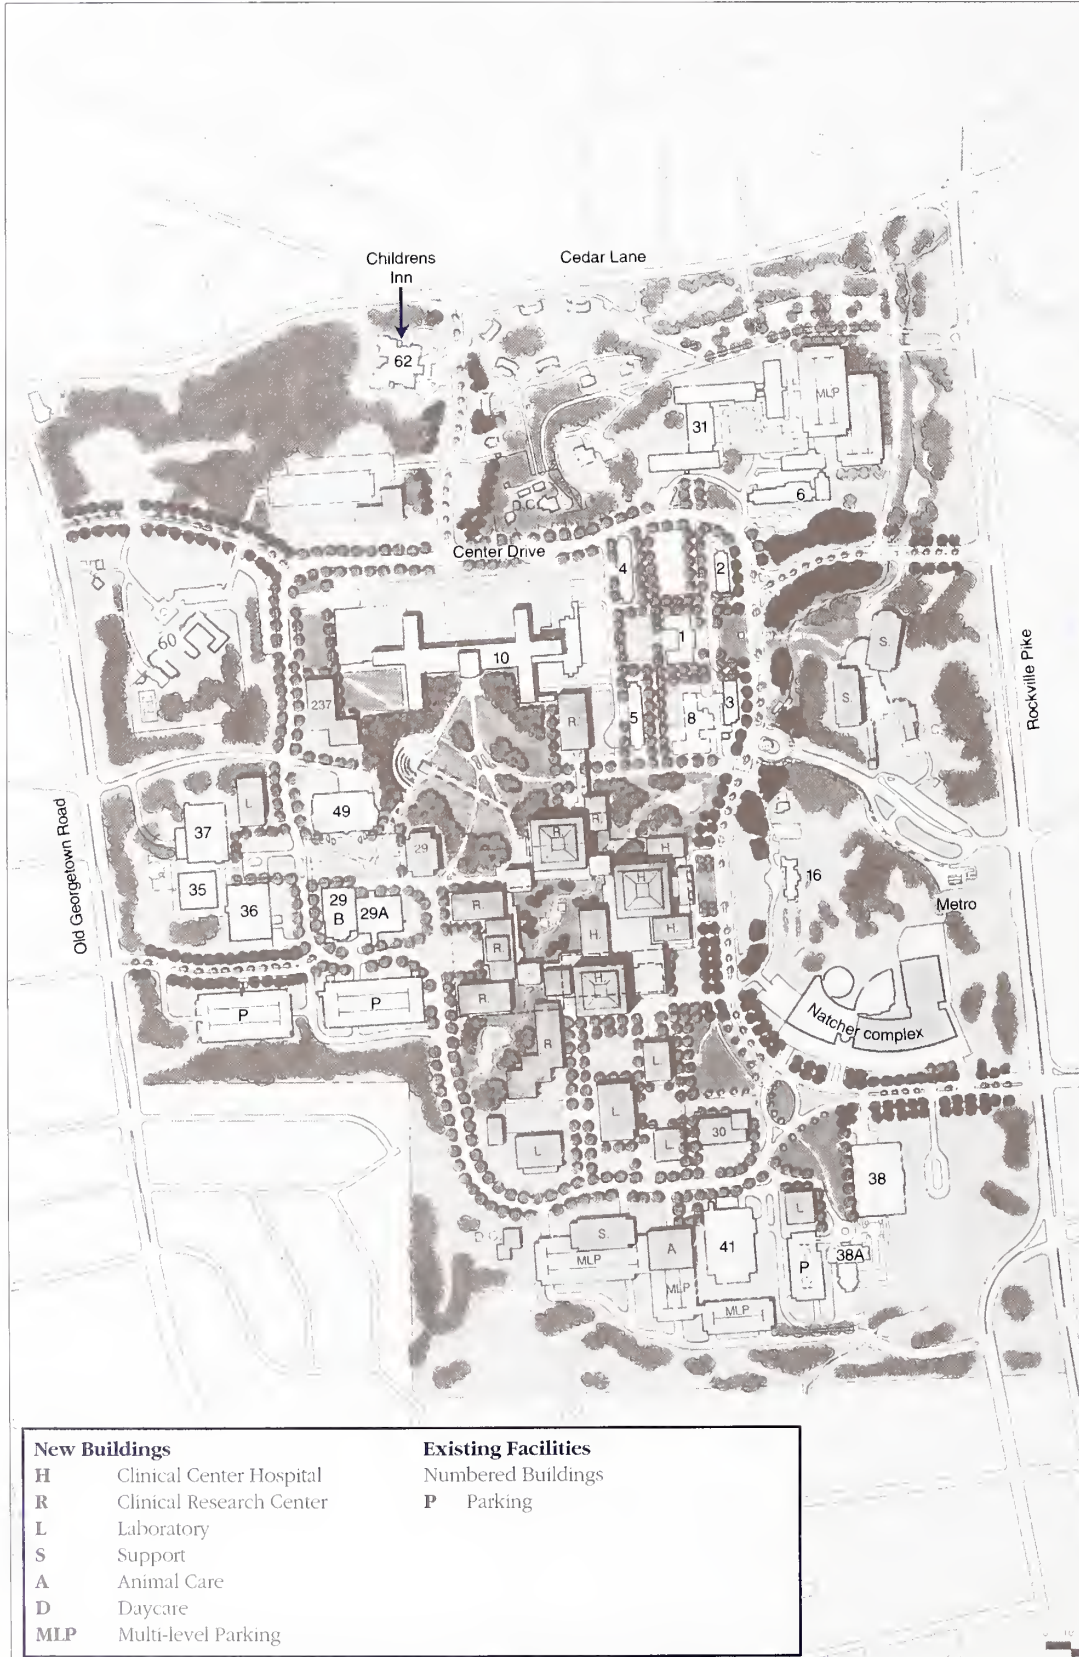 Childrens
Inn
Cedar Lane
62
MLP
31
6
D.C.
Center Drive
4
2
1
60
10
S.
S.
237
R.
5
8
3
Rockville Pike
L
49
37
R
R
H
29
16
35
H
Old Georgetown Road
36
29
B
29A
R.
H.
H.
Metro
R.
H
R.
P
P
Natcher complex
R
L
L
30
L
L
38
L
S.
A
41
MLP
38A
P
MLP
MLP
New Buildings
H Clinical Center Hospital
R Clinical Research Center
L Laboratory
S Support
A Animal Care
D Daycare
MLP Multi-level Parking
Existing Facilities
Numbered Buildings
P Parking